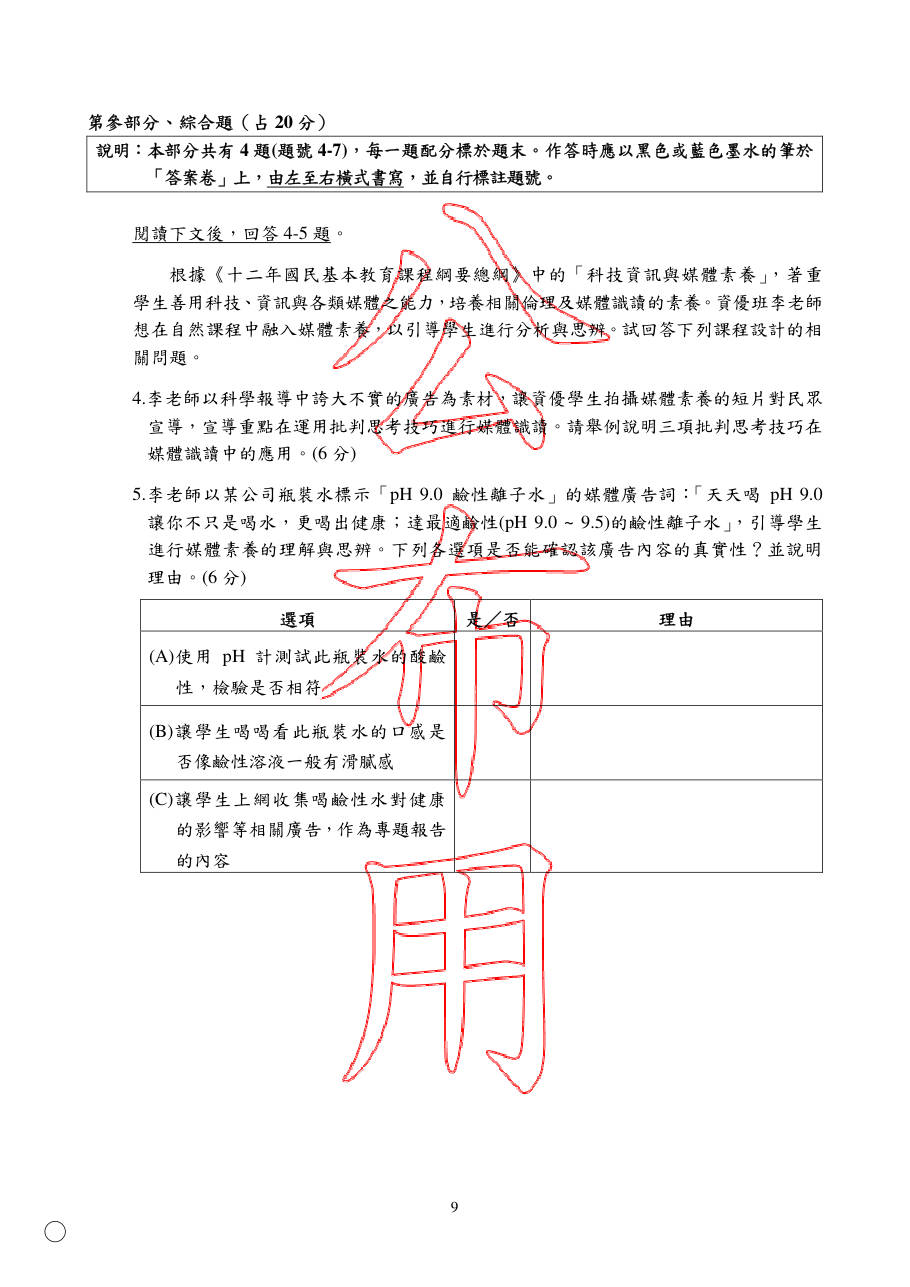 第參部分、綜合題（占 20 分）
說明：本部分共有 4 題(題號 4-7)，每一題配分標於題末。作答時應以黑色或藍色墨水的筆於
「答案卷」上，由左至右橫式書寫，並自行標註題號。
閱讀下文後，回答 4-5 題。
根據《十二年國民基本教育課程綱要總綱》中的「科技資訊與媒體素養」，著重
學生善用科技、資訊與各類媒體之能力，培養相關倫理及媒體識讀的素養。資優班李老師
想在自然課程中融入媒體素養，以引導學生進行分析與思辨。試回答下列課程設計的相
關問題。
4.李老師以科學報導中誇大不實的廣告為素材，讓資優學生拍攝媒體素養的短片對民眾
宣導，宣導重點在運用批判思考技巧進行媒體識讀。請舉例說明三項批判思考技巧在
媒體識讀中的應用。(6 分)
5.李老師以某公司瓶裝水標示「pH 9.0 鹼性離子水」的媒體廣告詞：「天天喝 pH 9.0
讓你不只是喝水，更喝出健康；達最適鹼性(pH 9.0 ~ 9.5)的鹼性離子水」，引導學生
進行媒體素養的理解與思辨。下列各選項是否能確認該廣告內容的真實性？並說明
理由。(6 分)
選項 是／否 理由
(A)使用 pH 計測試此瓶裝水的酸鹼
性，檢驗是否相符
(B)讓學生喝喝看此瓶裝水的口感是
否像鹼性溶液一般有滑膩感
(C)讓學生上網收集喝鹼性水對健康
的影響等相關廣告，作為專題報告
的內容
公布用
9